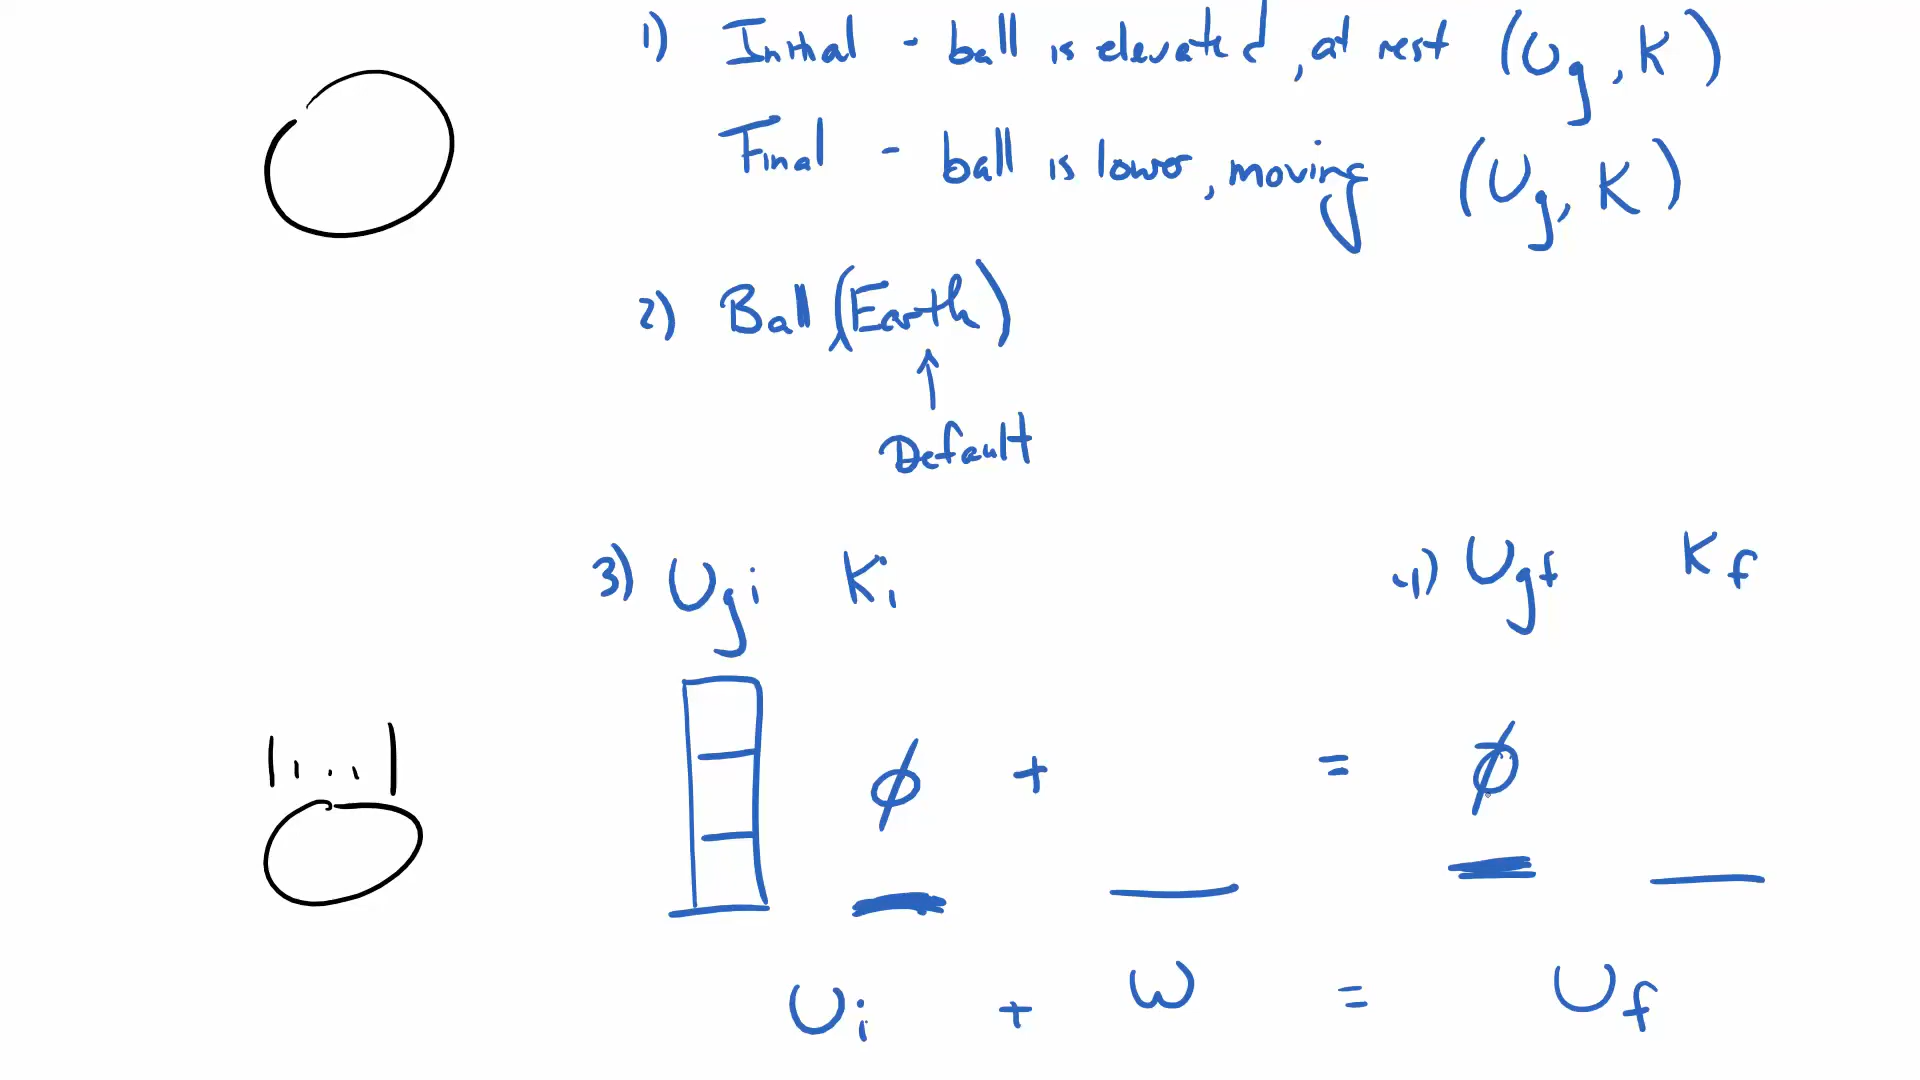 1) Initial - ball is elevated, at rest (Ug, K)
Final - ball is lower, moving (Ug, K)
2) Ball (Earth)
↑
Default
3) Ugi Ki
4) Ugf Kf
ϕ + = ϕ
Ui + W = Uf